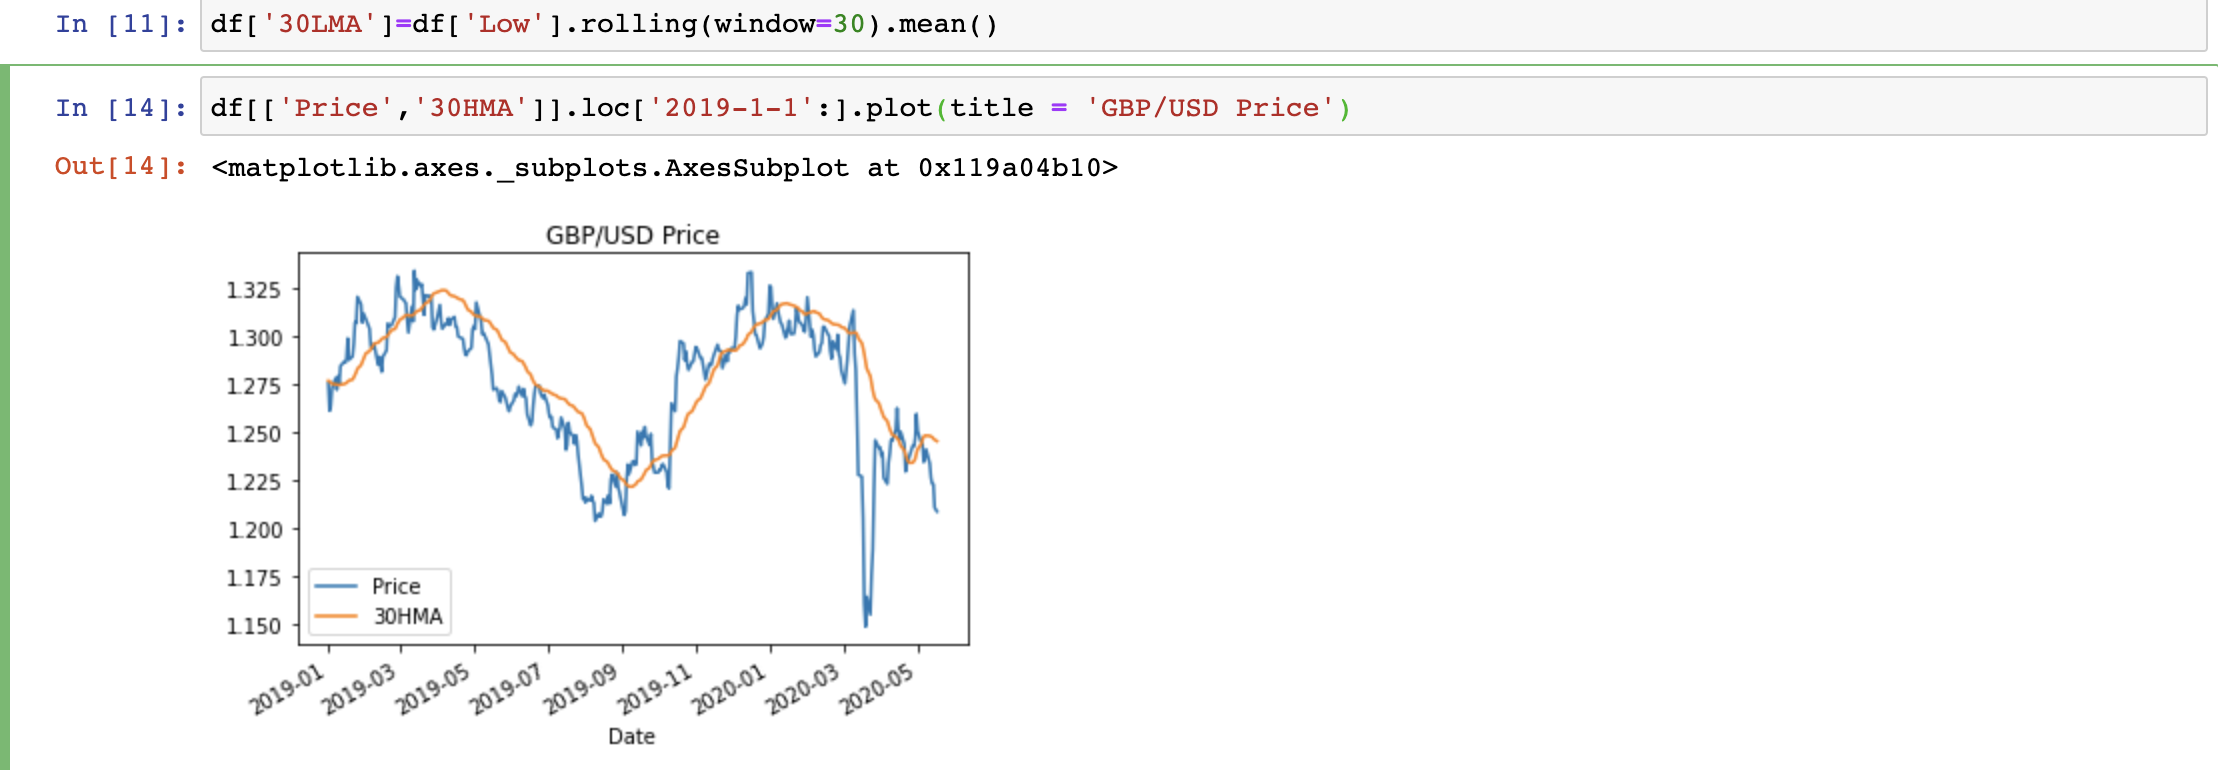 In [11]: df['30LMA']=df['Low'].rolling(window=30).mean()
In [14]: df[['Price','30HMA']].loc['2019-1-1':].plot(title = 'GBP/USD Price')
Out[14]: <matplotlib.axes._subplots.AxesSubplot at 0x119a04b10>
GBP/USD Price
1.325
1.300
1.275
1.250
1.225
1.200
1.175
1.150
Price
30HMA
2019-01 2019-03 2019-05 2019-07 2019-09 2019-11 2020-01 2020-03 2020-05
Date